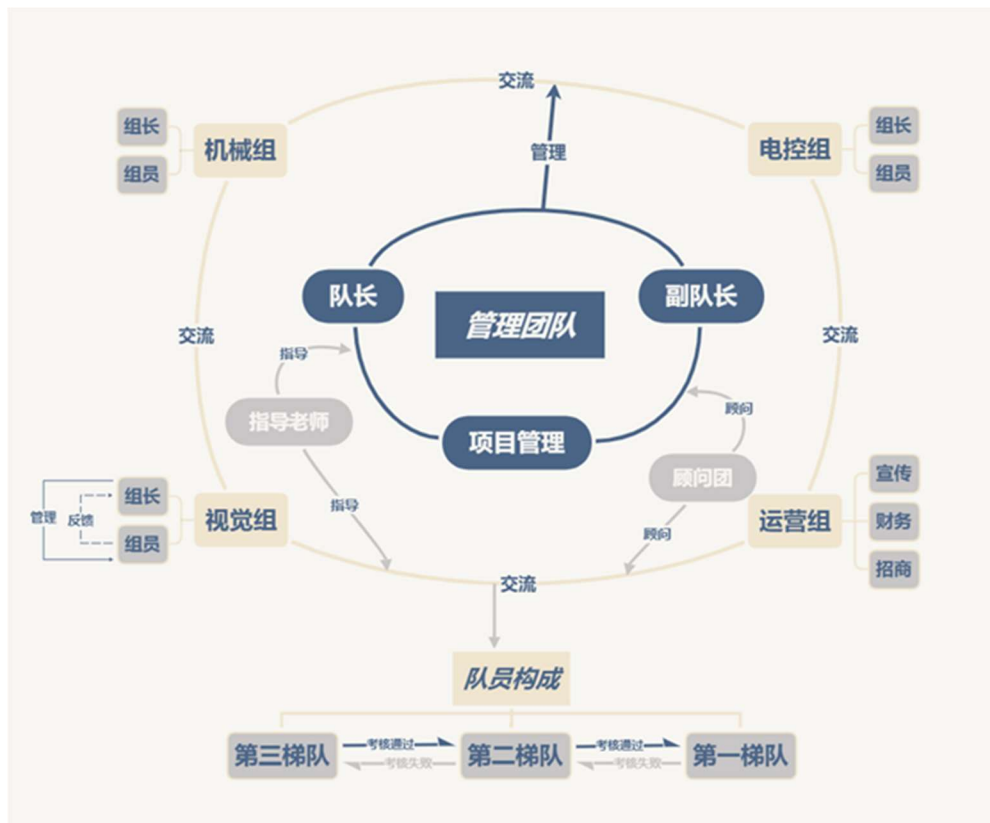 交流
组长
机械组
组员
管理
组长
电控组
组员
队长
副队长
管理团队
交流
交流
指导
指导老师
项目管理
顾问
顾问团
指导
顾问
组长
管理
反馈
视觉组
组员
宣传
运营组
财务
招商
交流
队员构成
第三梯队
考核通过
考核失败
第二梯队
考核通过
考核失败
第一梯队